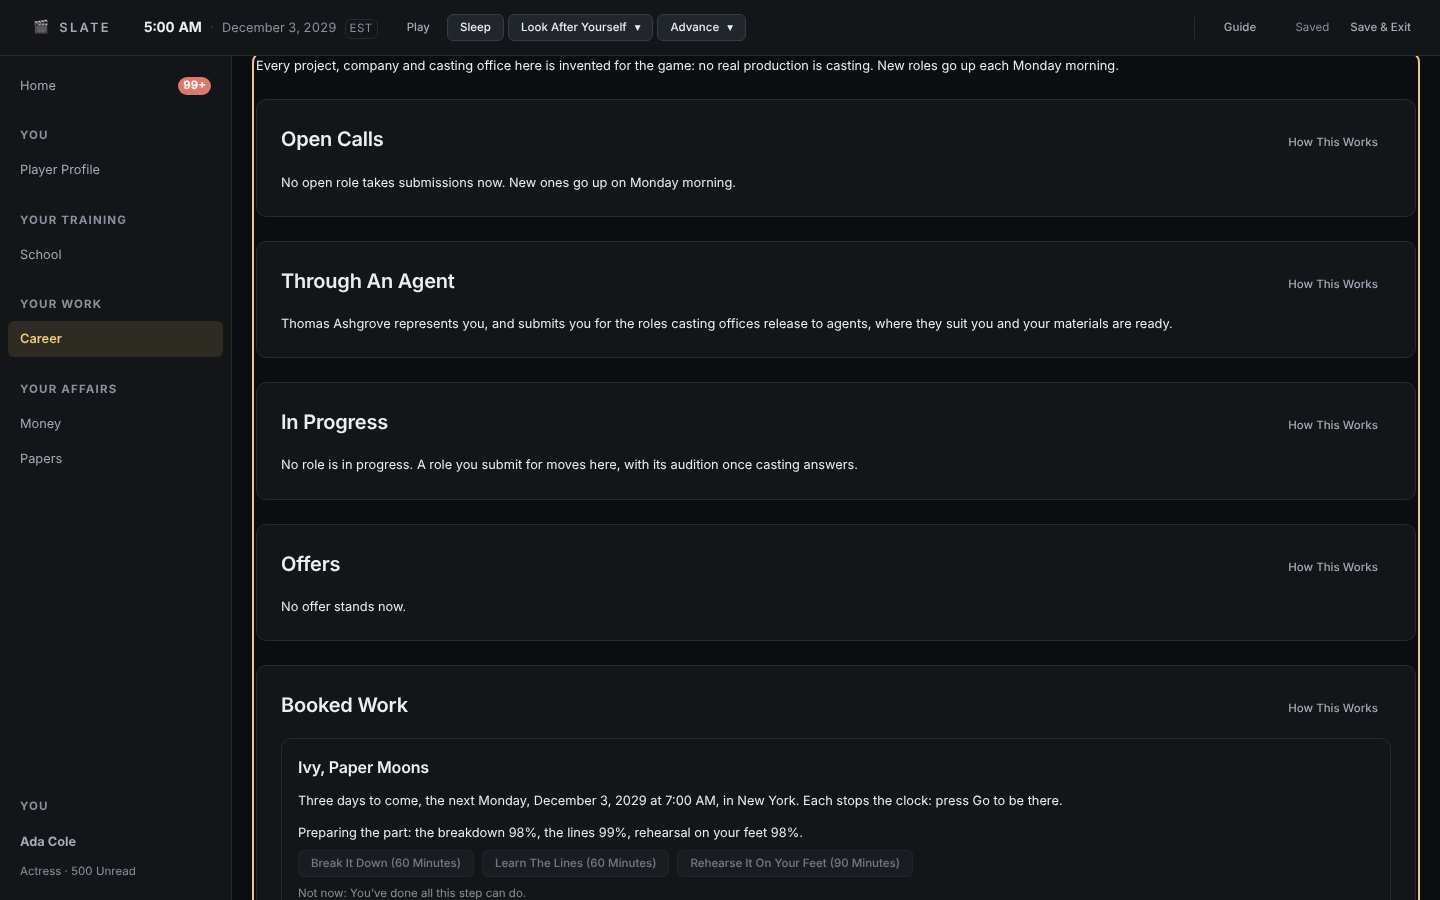 SLATE
5:00 AM · December 3, 2029 EST
Play
Sleep
Look After Yourself ▾
Advance ▾
Guide
Saved
Save & Exit
Home
99+
YOU
Player Profile
YOUR TRAINING
School
YOUR WORK
Career
YOUR AFFAIRS
Money
Papers
YOU
Ada Cole
Actress · 500 Unread
Every project, company and casting office here is invented for the game: no real production is casting. New roles go up each Monday morning.
Open Calls
How This Works
No open role takes submissions now. New ones go up on Monday morning.
Through An Agent
How This Works
Thomas Ashgrove represents you, and submits you for the roles casting offices release to agents, where they suit you and your materials are ready.
In Progress
How This Works
No role is in progress. A role you submit for moves here, with its audition once casting answers.
Offers
How This Works
No offer stands now.
Booked Work
How This Works
Ivy, Paper Moons
Three days to come, the next Monday, December 3, 2029 at 7:00 AM, in New York. Each stops the clock: press Go to be there.
Preparing the part: the breakdown 98%, the lines 99%, rehearsal on your feet 98%.
Break It Down (60 Minutes)
Learn The Lines (60 Minutes)
Rehearse It On Your Feet (90 Minutes)
Not now: You've done all this step can do.